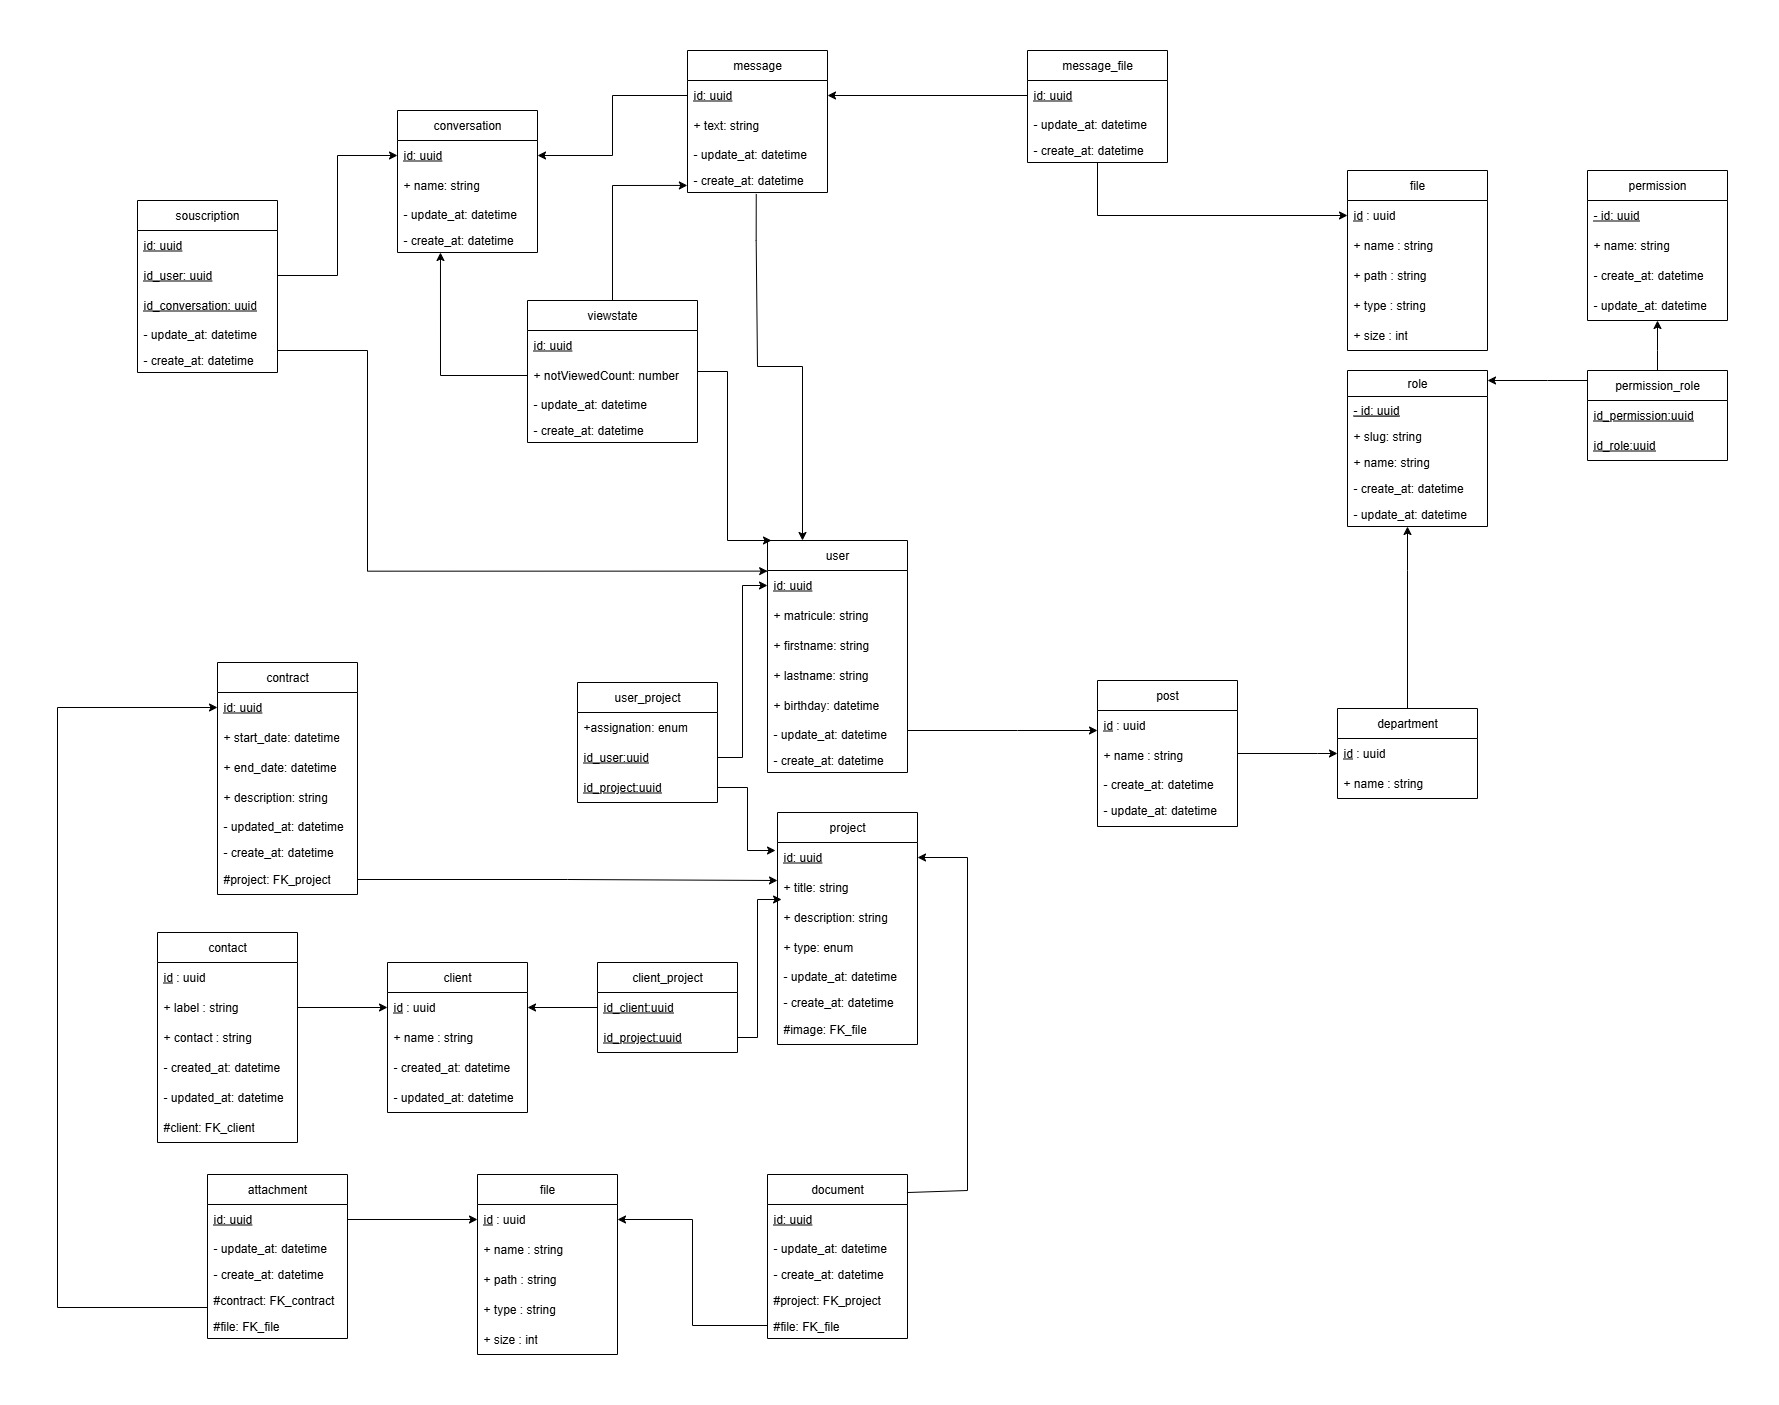 message
id: uuid
+ text: string
- update_at: datetime
- create_at: datetime
message_file
id: uuid
- update_at: datetime
- create_at: datetime
conversation
id: uuid
+ name: string
- update_at: datetime
- create_at: datetime
file
id : uuid
+ name : string
+ path : string
+ type : string
+ size : int
permission
- id: uuid
+ name: string
- create_at: datetime
- update_at: datetime
souscription
id: uuid
id_user: uuid
id_conversation: uuid
- update_at: datetime
- create_at: datetime
viewstate
id: uuid
+ notViewedCount: number
- update_at: datetime
- create_at: datetime
role
- id: uuid
+ slug: string
+ name: string
- create_at: datetime
- update_at: datetime
permission_role
id_permission:uuid
id_role:uuid
user
id: uuid
+ matricule: string
+ firstname: string
+ lastname: string
+ birthday: datetime
- update_at: datetime
- create_at: datetime
contract
id: uuid
+ start_date: datetime
+ end_date: datetime
+ description: string
- updated_at: datetime
- create_at: datetime
#project: FK_project
user_project
+assignation: enum
id_user:uuid
id_project:uuid
post
id : uuid
+ name : string
- create_at: datetime
- update_at: datetime
department
id : uuid
+ name : string
project
id: uuid
+ title: string
+ description: string
+ type: enum
- update_at: datetime
- create_at: datetime
#image: FK_file
contact
id : uuid
+ label : string
+ contact : string
- created_at: datetime
- updated_at: datetime
#client: FK_client
client
id : uuid
+ name : string
- created_at: datetime
- updated_at: datetime
client_project
id_client:uuid
id_project:uuid
attachment
id: uuid
- update_at: datetime
- create_at: datetime
#contract: FK_contract
#file: FK_file
file
id : uuid
+ name : string
+ path : string
+ type : string
+ size : int
document
id: uuid
- update_at: datetime
- create_at: datetime
#project: FK_project
#file: FK_file